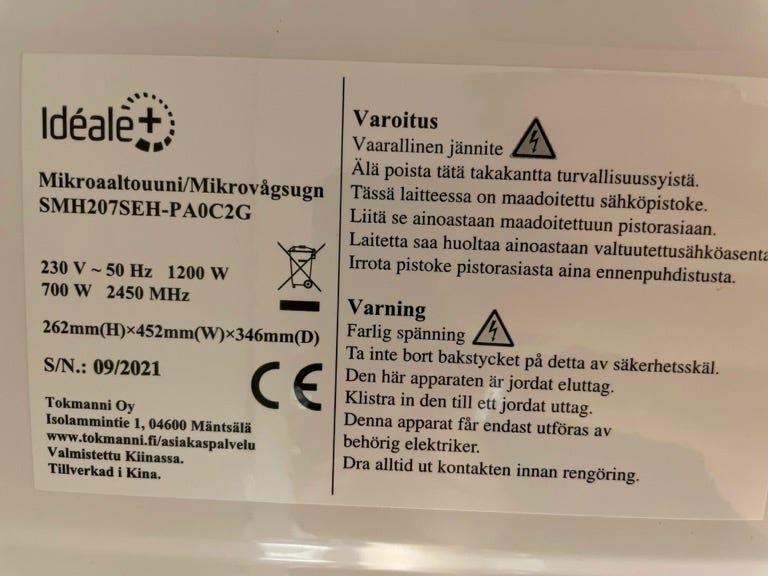 Idéale+
Mikroaaltouuni/Mikrovågsugn
SMH207SEH-PA0C2G
230 V ~ 50 Hz 1200 W
700 W 2450 MHz
262mm(H)×452mm(W)×346mm(D)
S/N.: 09/2021
CE
Tokmanni Oy
Isolammintie 1, 04600 Mäntsälä
www.tokmanni.fi/asiakaspalvelu
Valmistettu Kiinassa.
Tillverkad i Kina.
Varoitus
Vaarallinen jännite
Älä poista tätä takakantta turvallisuussyistä.
Tässä laitteessa on maadoitettu sähköpistoke.
Liitä se ainoastaan maadoitettuun pistorasiaan.
Laitetta saa huoltaa ainoastaan valtuutettusähköasenta
Irrota pistoke pistorasiasta aina ennenpuhdistusta.
Varning
Farlig spänning
Ta inte bort bakstycket på detta av säkerhetsskäl.
Den här apparaten är jordat eluttag.
Klistra in den till ett jordat uttag.
Denna apparat får endast utföras av
behörig elektriker.
Dra alltid ut kontakten innan rengöring.